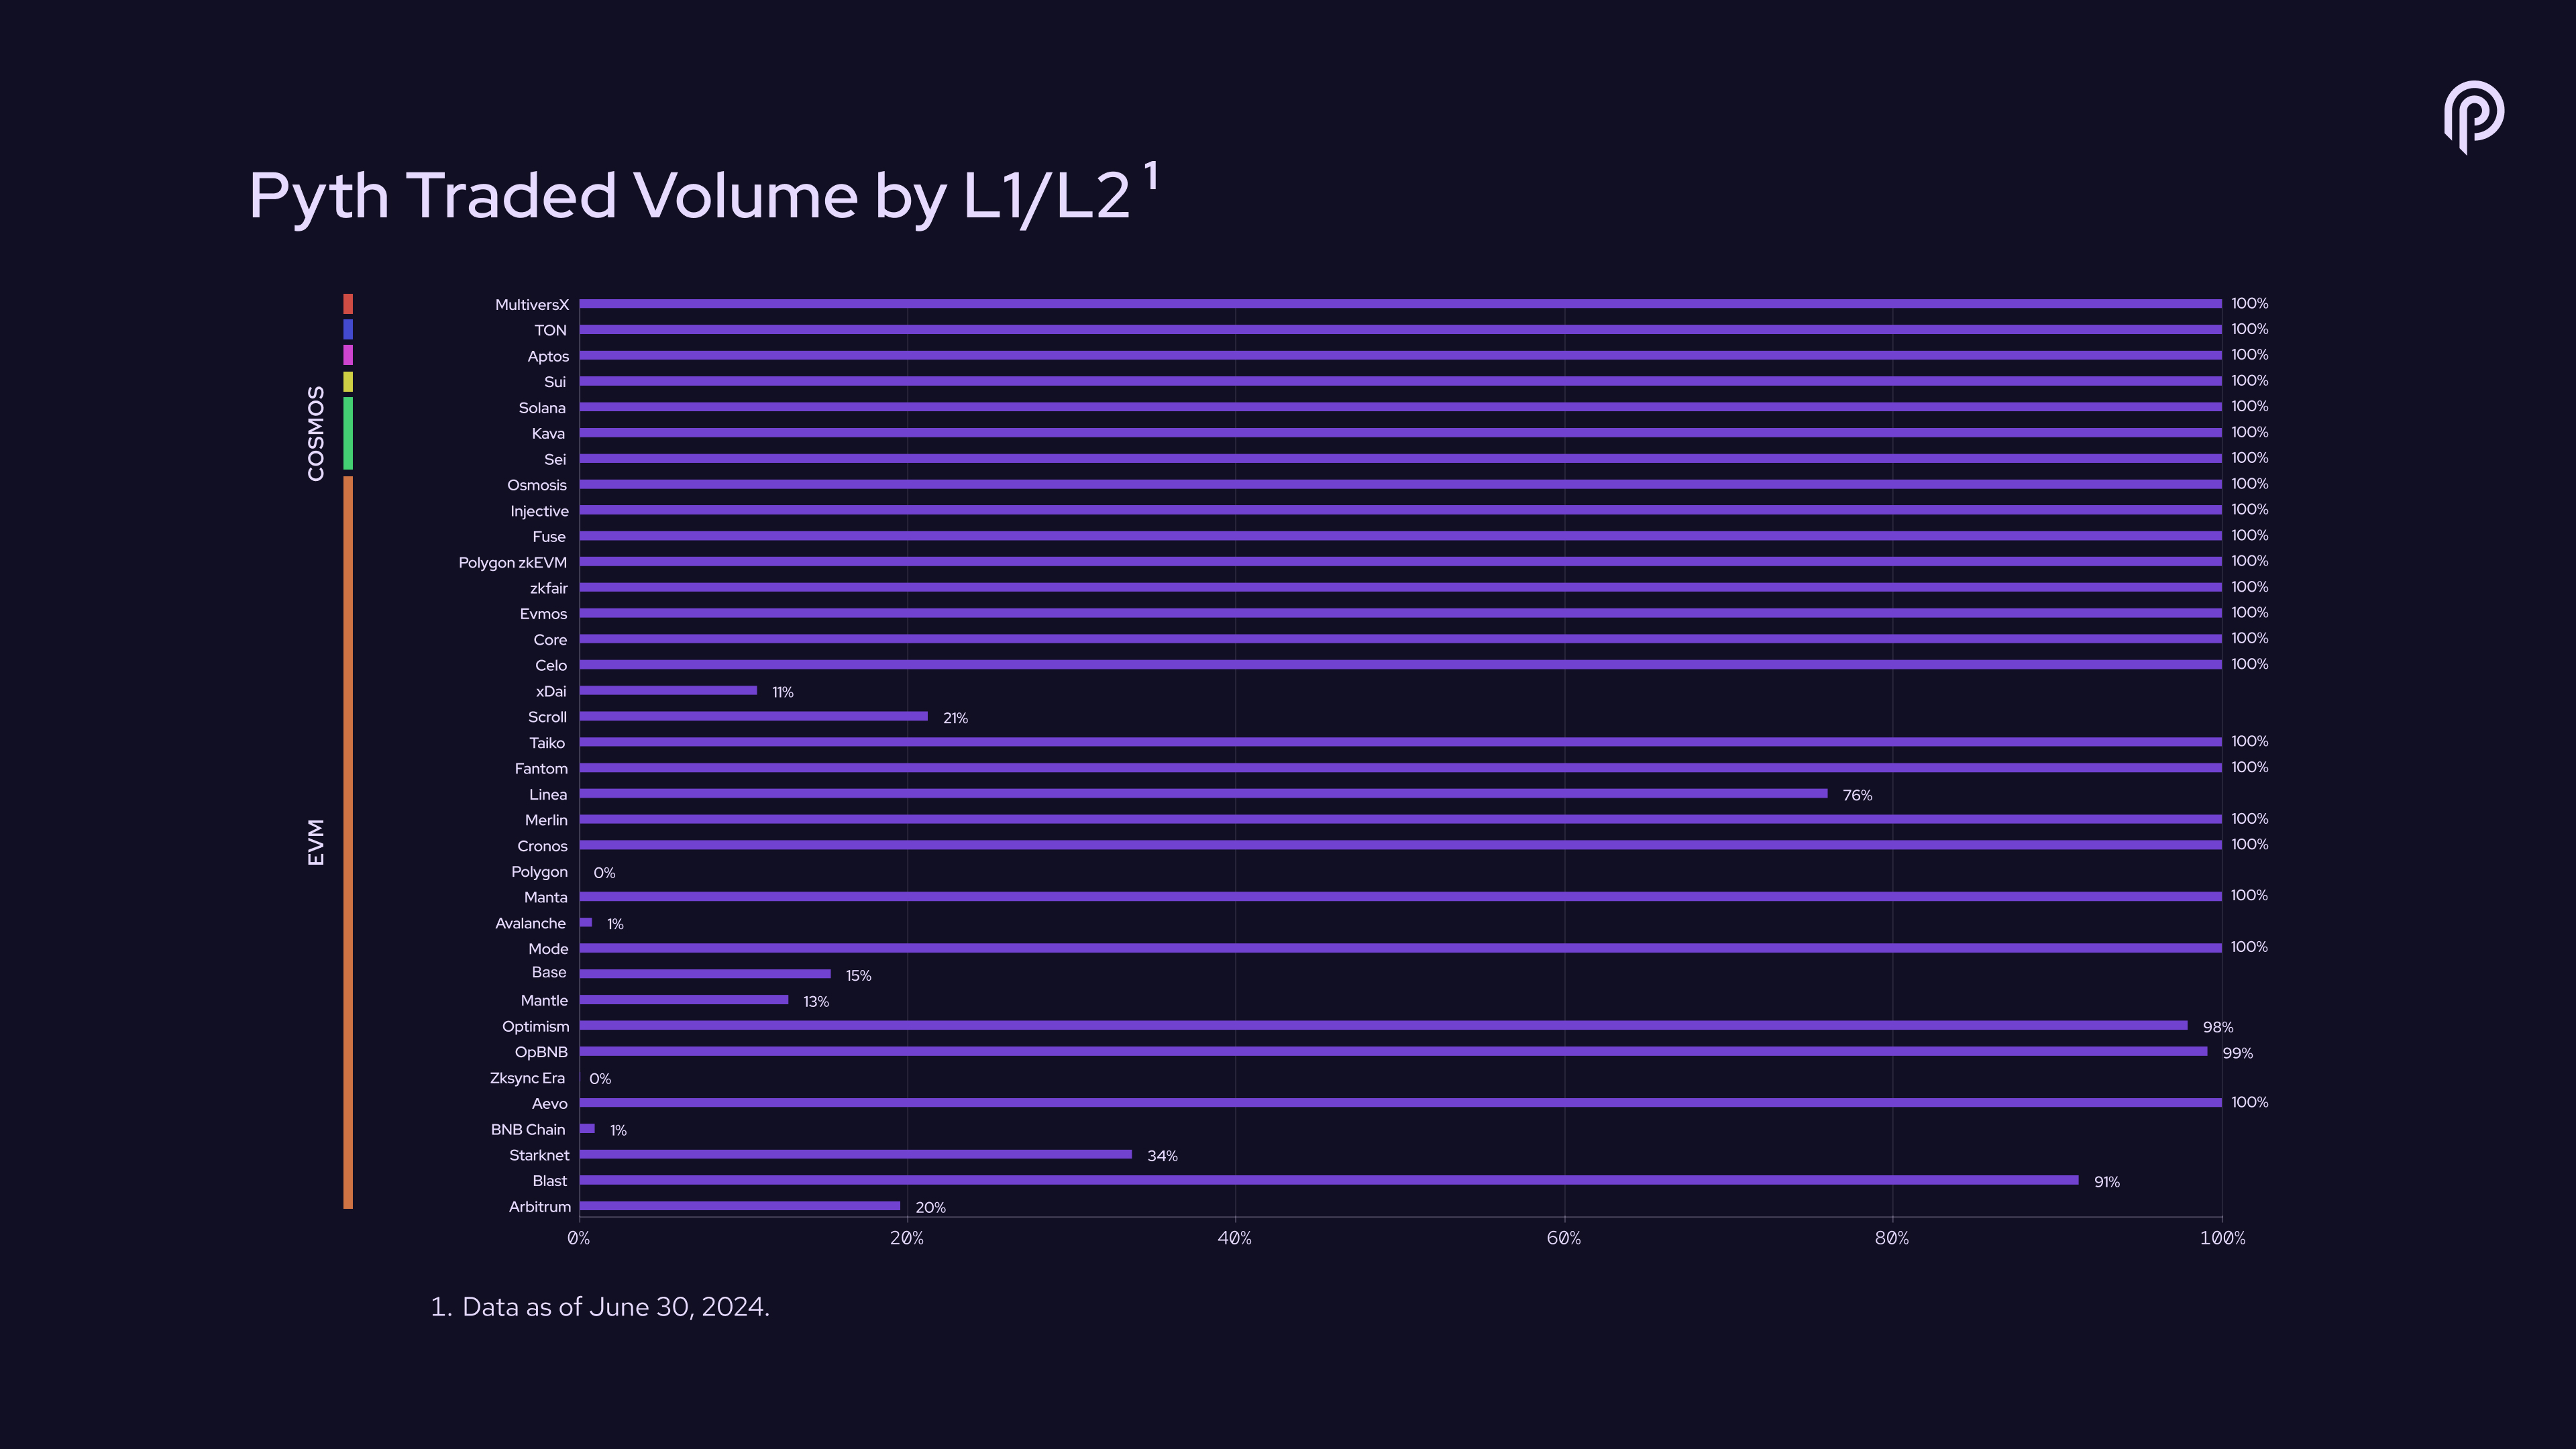 Pyth Traded Volume by L1/L2 ¹
COSMOS
EVM
MultiversX 100%
TON 100%
Aptos 100%
Sui 100%
Solana 100%
Kava 100%
Sei 100%
Osmosis 100%
Injective 100%
Fuse 100%
Polygon zkEVM 100%
zkfair 100%
Evmos 100%
Core 100%
Celo 100%
xDai 11%
Scroll 21%
Taiko 100%
Fantom 100%
Linea 76%
Merlin 100%
Cronos 100%
Polygon 0%
Manta 100%
Avalanche 1%
Mode 100%
Base 15%
Mantle 13%
Optimism 98%
OpBNB 99%
Zksync Era 0%
Aevo 100%
BNB Chain 1%
Starknet 34%
Blast 91%
Arbitrum 20%
0% 20% 40% 60% 80% 100%
1. Data as of June 30, 2024.